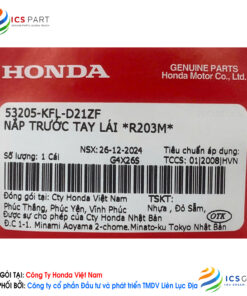 ICS PART
ICS
HONDA
GENUINE PARTS
Honda Motor Co., Ltd.
53205-KFL-D21ZF
NẮP TRƯỚC TAY LÁI *R203M*
NSX: 26-12-2024
Tiêu chuẩn áp dụng:
Số lượng: 1 Cái
G4X26S
TCCS: 01|2008|HVN
Đóng gói tại: Cty Honda Việt Nam
TSKT:
Phúc Thắng, Phúc Yên, Vĩnh Phúc
Nhựa, Đỏ Sẫm,
Được sự cho phép của Cty Honda Nhật Bản
OTK
Đ.C 1-1. Minami Aoyama 2-chome.Minato-ku Tokyo Nhật Bản
GÓI TẠI: Công Ty Honda Việt Nam
CÔNG TY: Công ty cổ phần Đầu tư và phát triển TMDV Liên Lục Địa
ICS